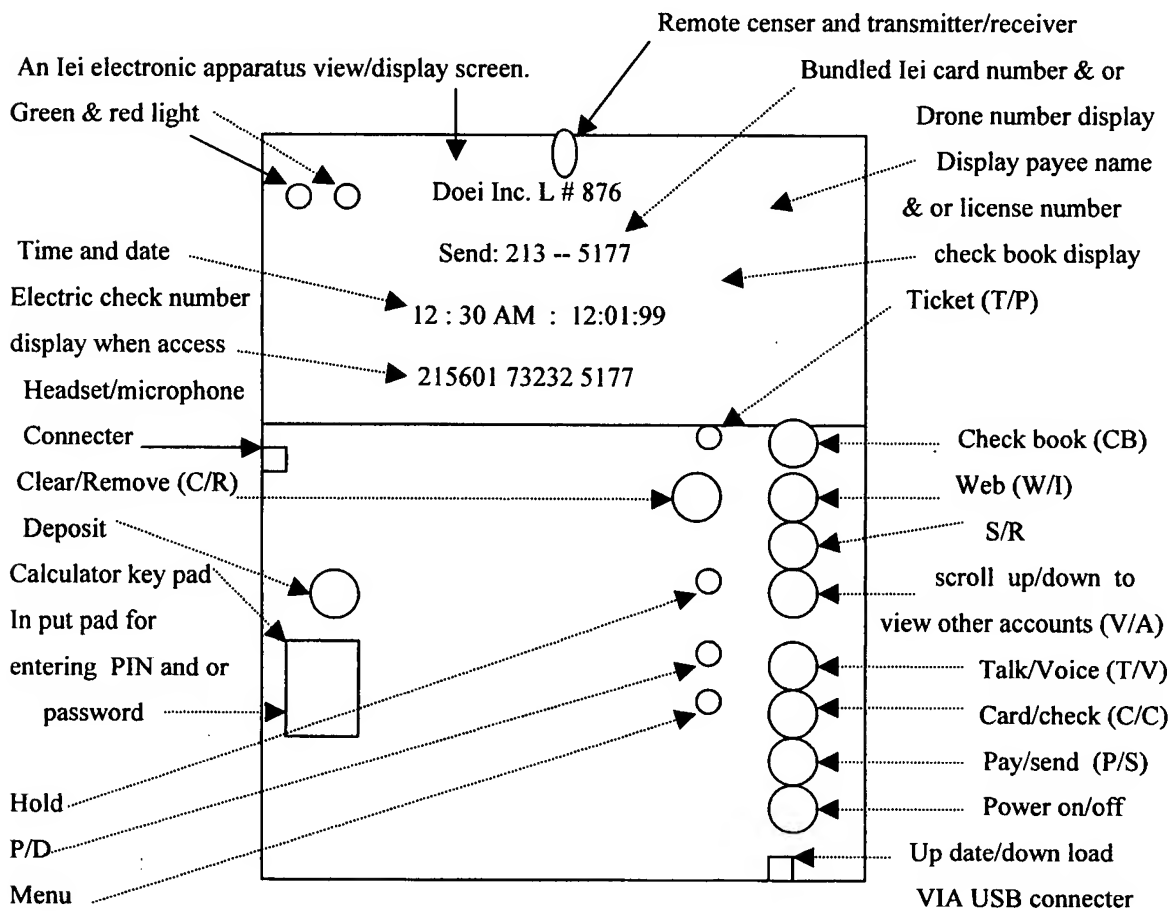 Remote censer and transmitter/receiver
An Iei electronic apparatus view/display screen.
Bundled Iei card number & or
Drone number display
Green & red light
Display payee name
& or license number
Doei Inc. L # 876
Send: 213 -- 5177
check book display
Time and date
12 : 30 AM : 12:01:99
Ticket (T/P)
Electric check number
display when access
215601 73232 5177
Headset/microphone
Connecter
Check book (CB)
Clear/Remove (C/R)
Web (W/I)
S/R
Deposit
scroll up/down to
view other accounts (V/A)
Calculator key pad
In put pad for
entering PIN and or
password
Talk/Voice (T/V)
Card/check (C/C)
Pay/send (P/S)
Hold
Power on/off
P/D
Up date/down load
VIA USB connecter
Menu